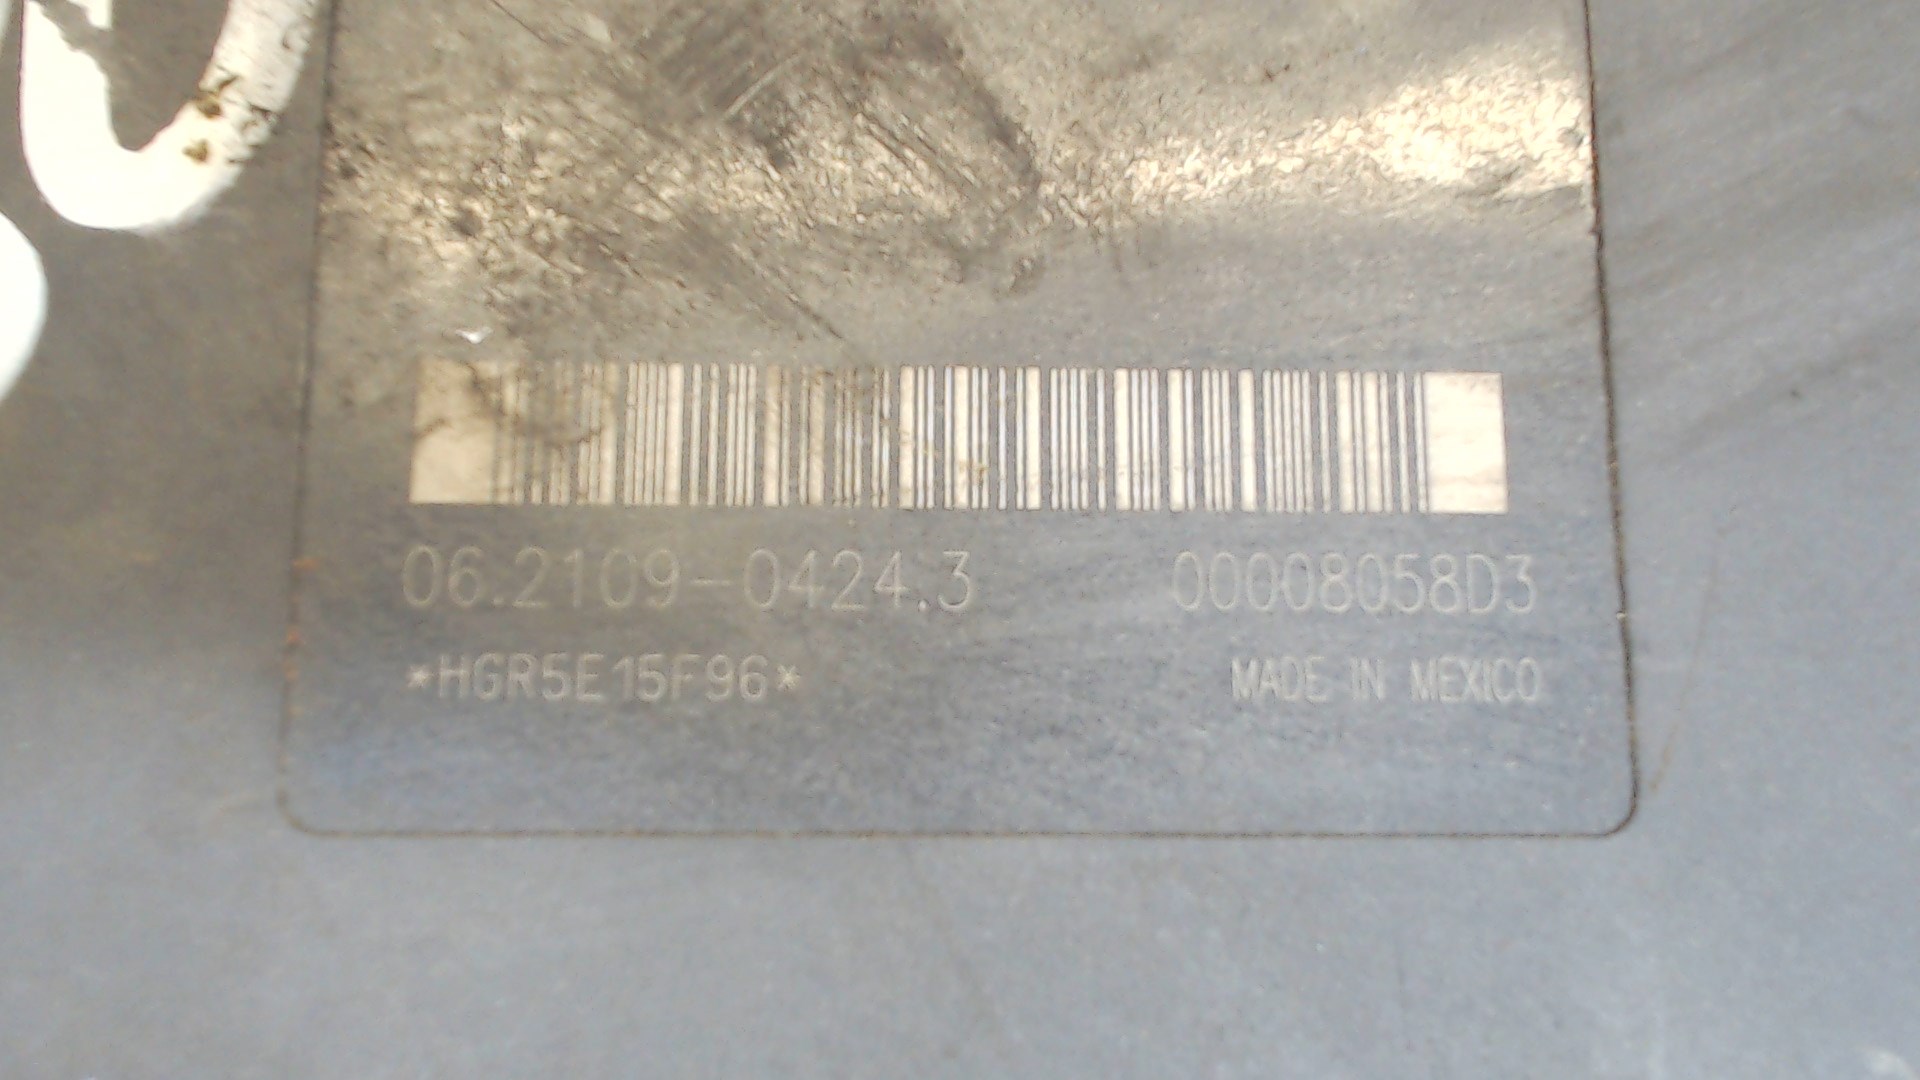 06.2109-0424.3 00008058D3
*HGR5E15F96* MADE IN MEXICO